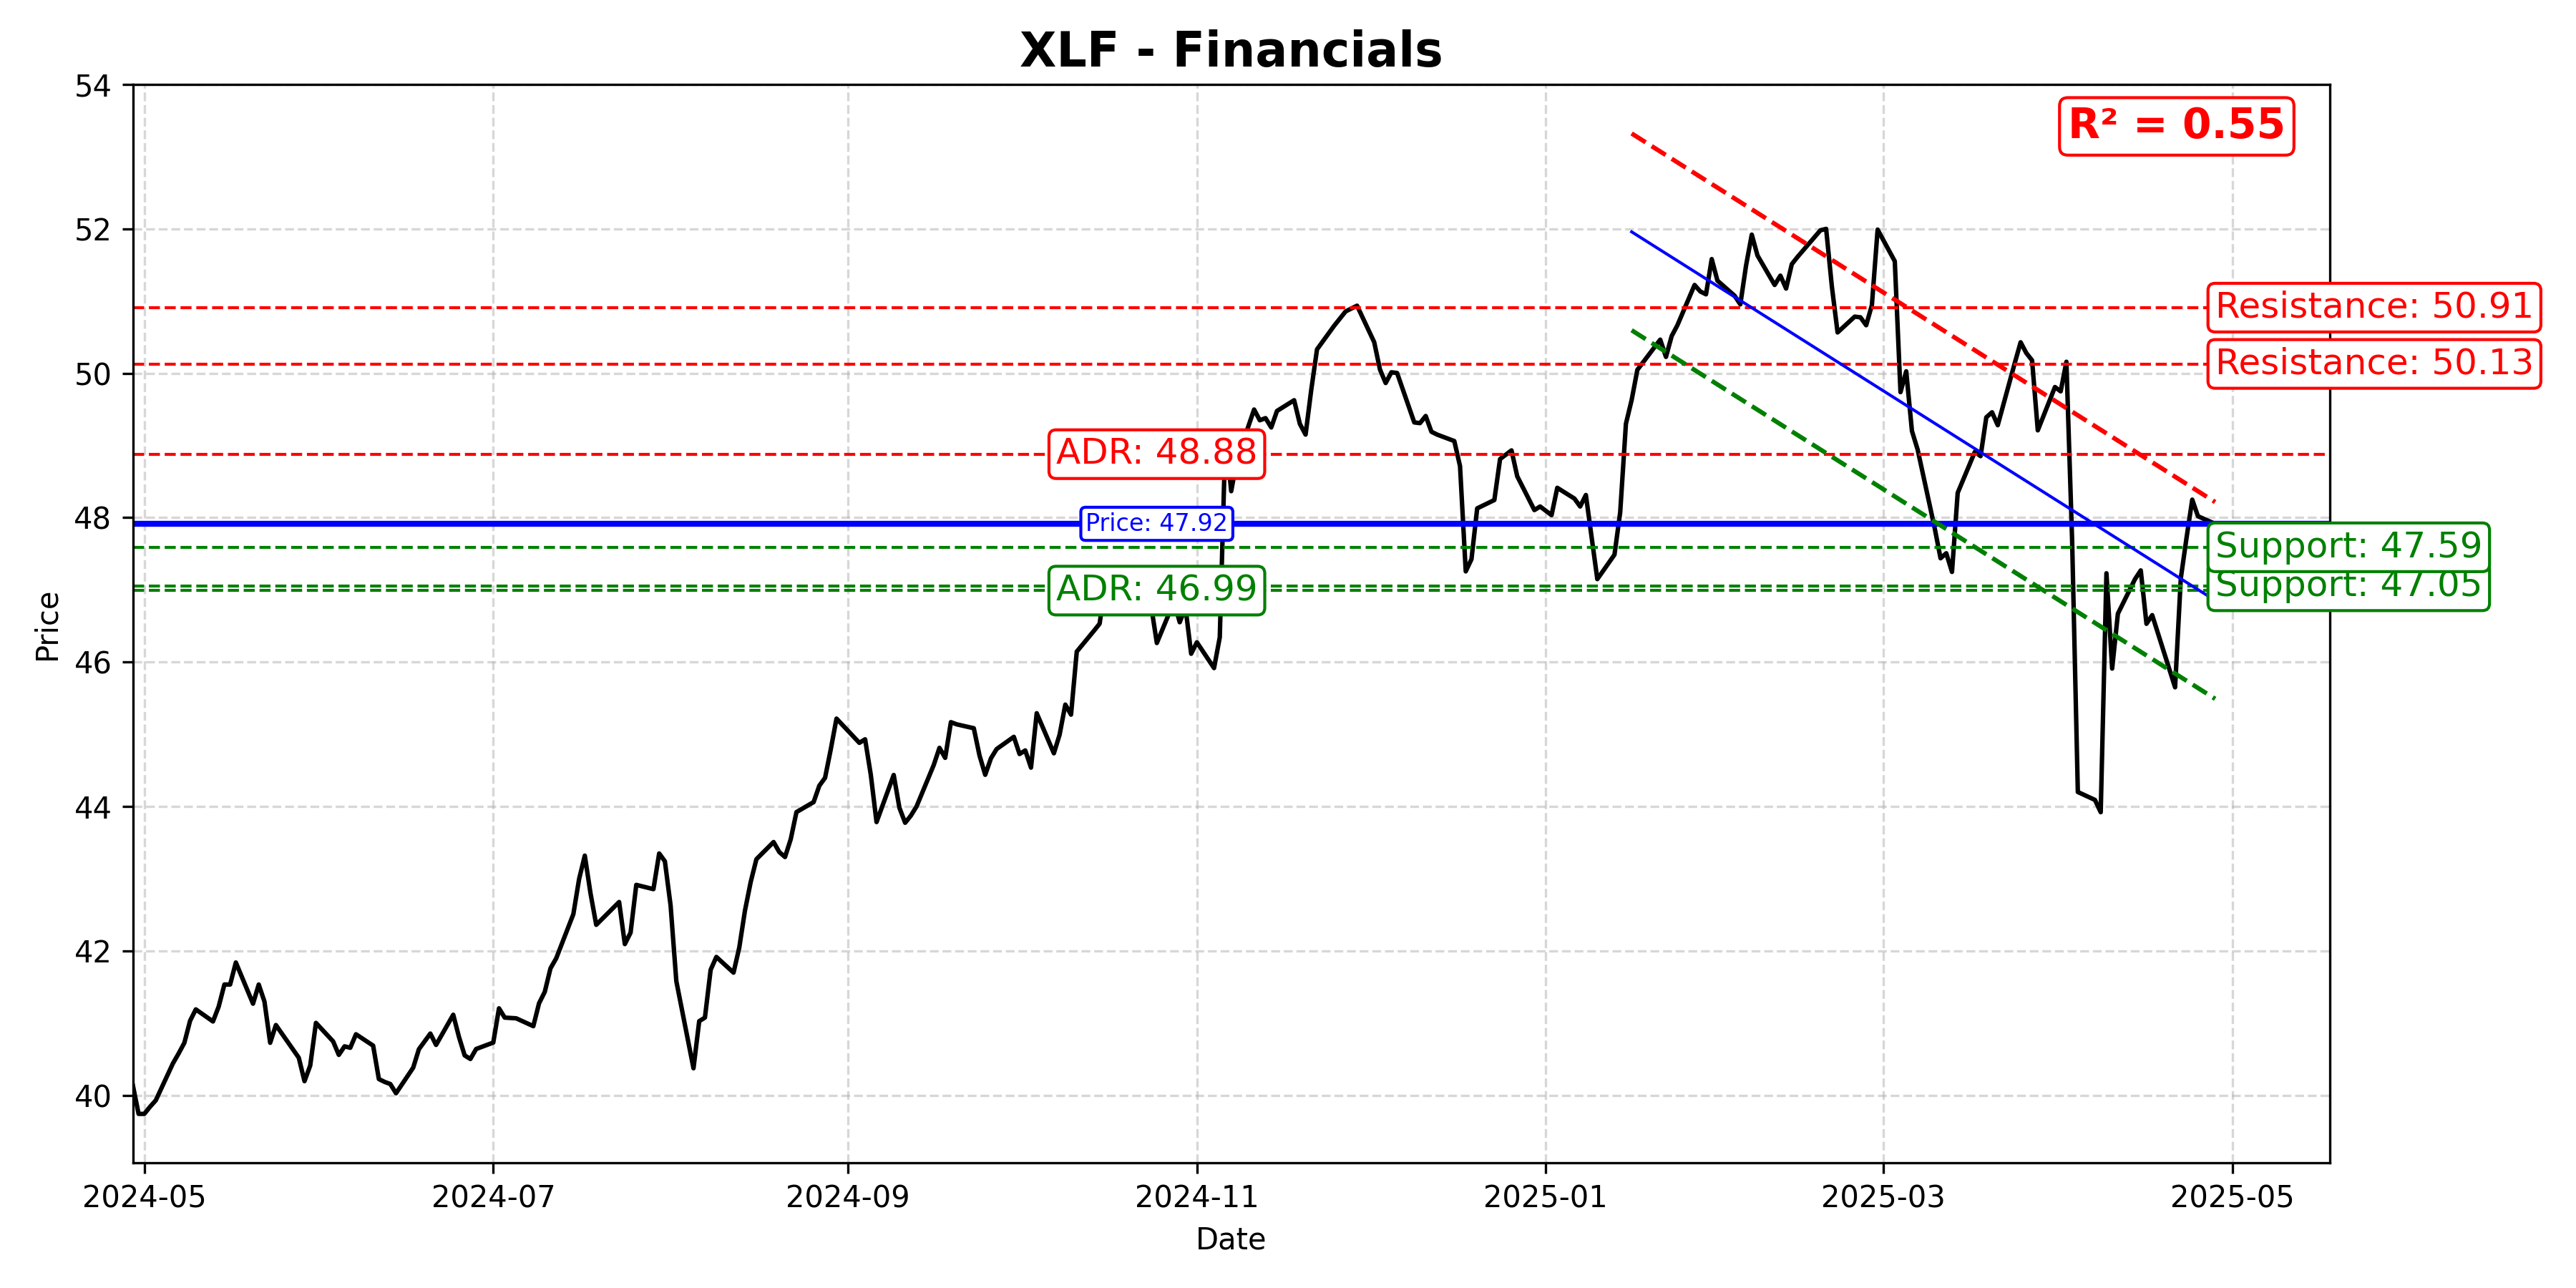 XLF - Financials
54
R² = 0.55
52
Resistance: 50.91
Resistance: 50.13
50
ADR: 48.88
48
Price: 47.92
Support: 47.59
Support: 47.05
ADR: 46.99
46
44
42
40
Price
2024-05
2024-07
2024-09
2024-11
2025-01
2025-03
2025-05
Date